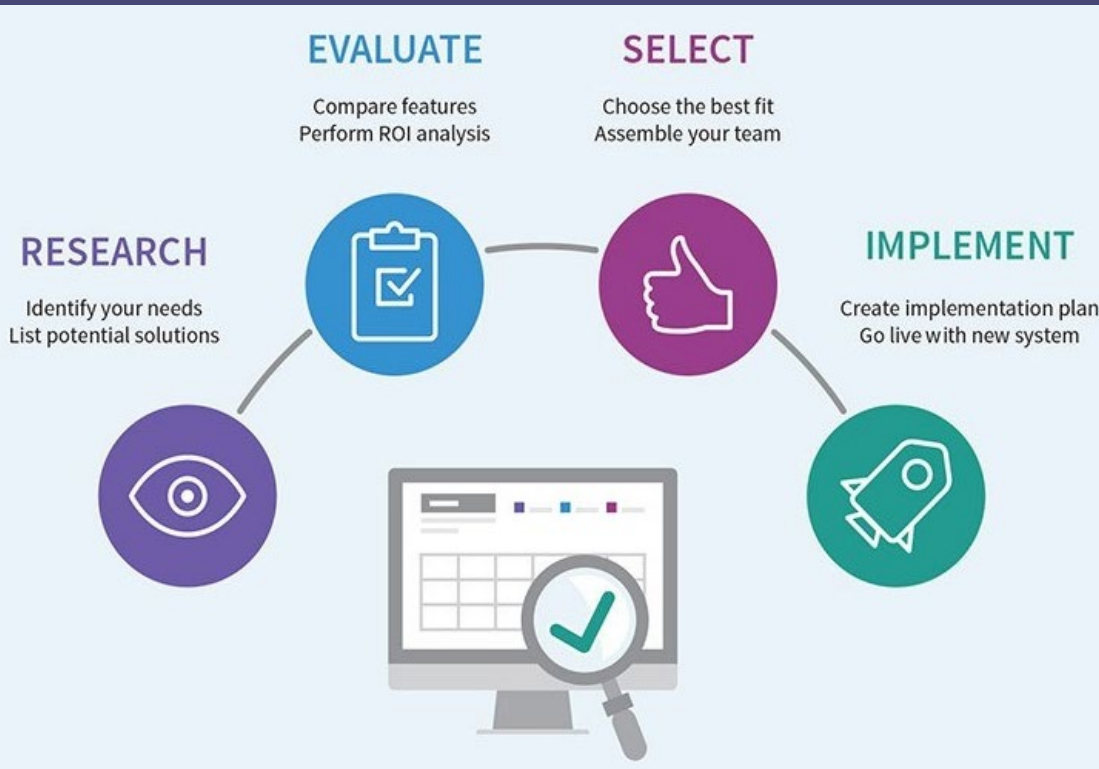 RESEARCH
Identify your needs
List potential solutions
EVALUATE
Compare features
Perform ROI analysis
SELECT
Choose the best fit
Assemble your team
IMPLEMENT
Create implementation plan
Go live with new system